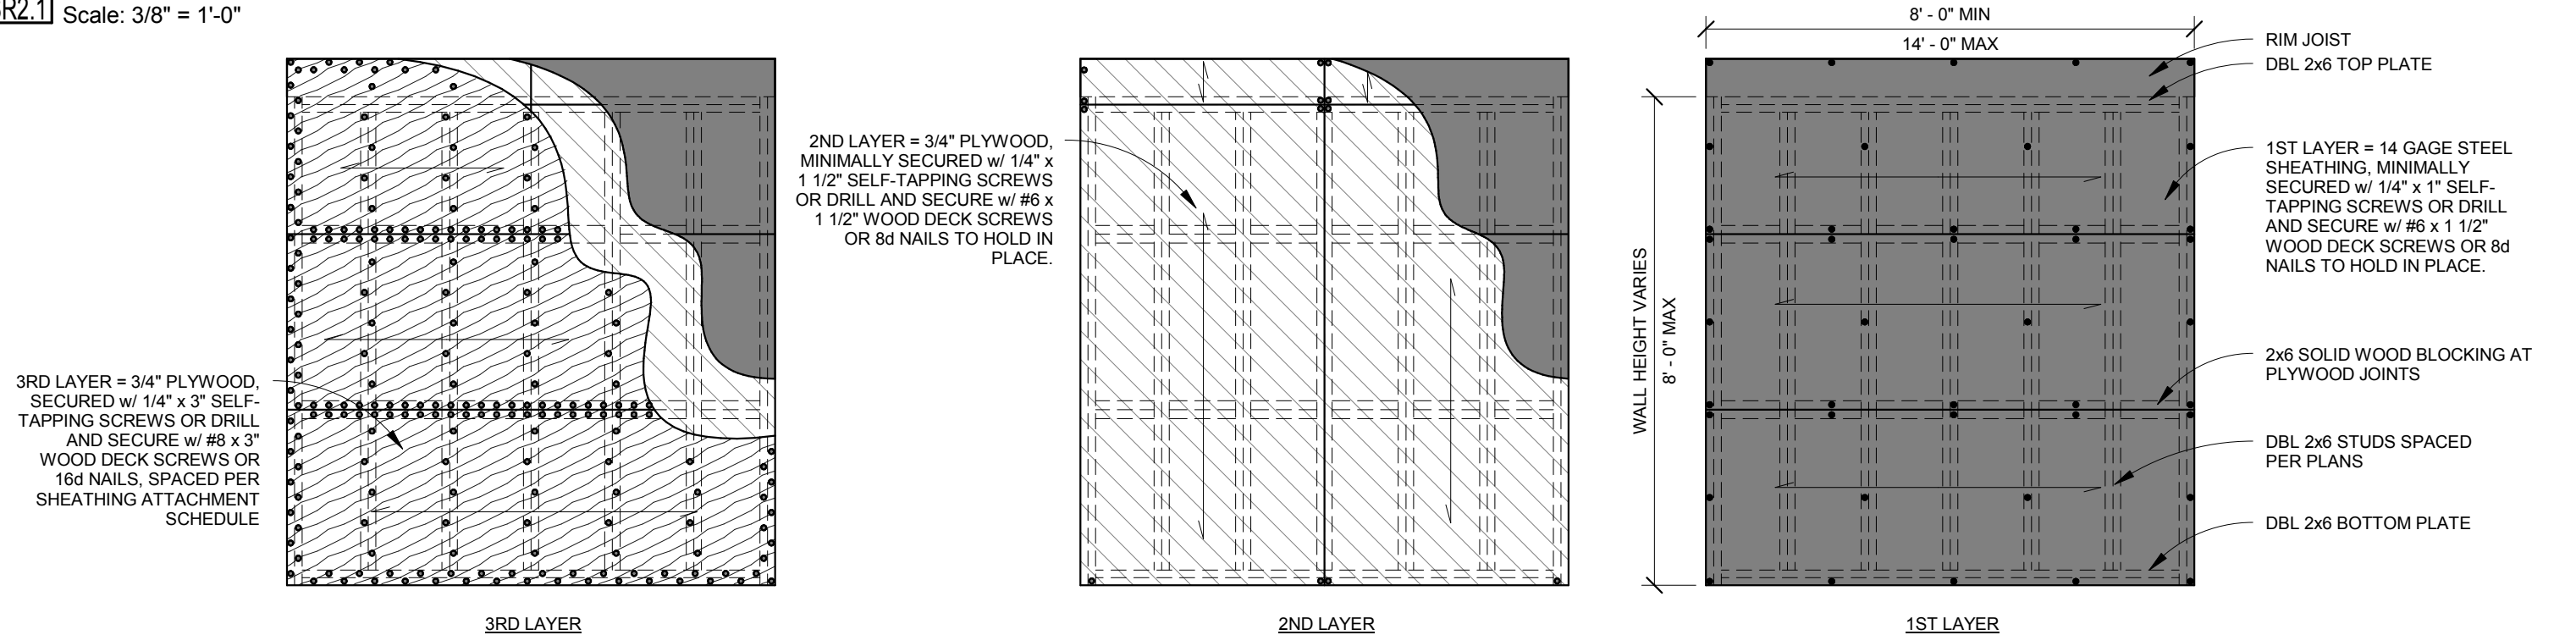 SR2.1 Scale: 3/8" = 1'-0"
3RD LAYER = 3/4" PLYWOOD,
SECURED w/ 1/4" x 3" SELF-
TAPPING SCREWS OR DRILL
AND SECURE w/ #8 x 3"
WOOD DECK SCREWS OR
16d NAILS, SPACED PER
SHEATHING ATTACHMENT
SCHEDULE
3RD LAYER
2ND LAYER = 3/4" PLYWOOD,
MINIMALLY SECURED w/ 1/4" x
1 1/2" SELF-TAPPING SCREWS
OR DRILL AND SECURE w/ #6 x
1 1/2" WOOD DECK SCREWS
OR 8d NAILS TO HOLD IN
PLACE.
2ND LAYER
8' - 0" MIN
14' - 0" MAX
WALL HEIGHT VARIES
8' - 0" MAX
RIM JOIST
DBL 2x6 TOP PLATE
1ST LAYER = 14 GAGE STEEL
SHEATHING, MINIMALLY
SECURED w/ 1/4" x 1" SELF-
TAPPING SCREWS OR DRILL
AND SECURE w/ #6 x 1 1/2"
WOOD DECK SCREWS OR 8d
NAILS TO HOLD IN PLACE.
2x6 SOLID WOOD BLOCKING AT
PLYWOOD JOINTS
DBL 2x6 STUDS SPACED
PER PLANS
DBL 2x6 BOTTOM PLATE
1ST LAYER